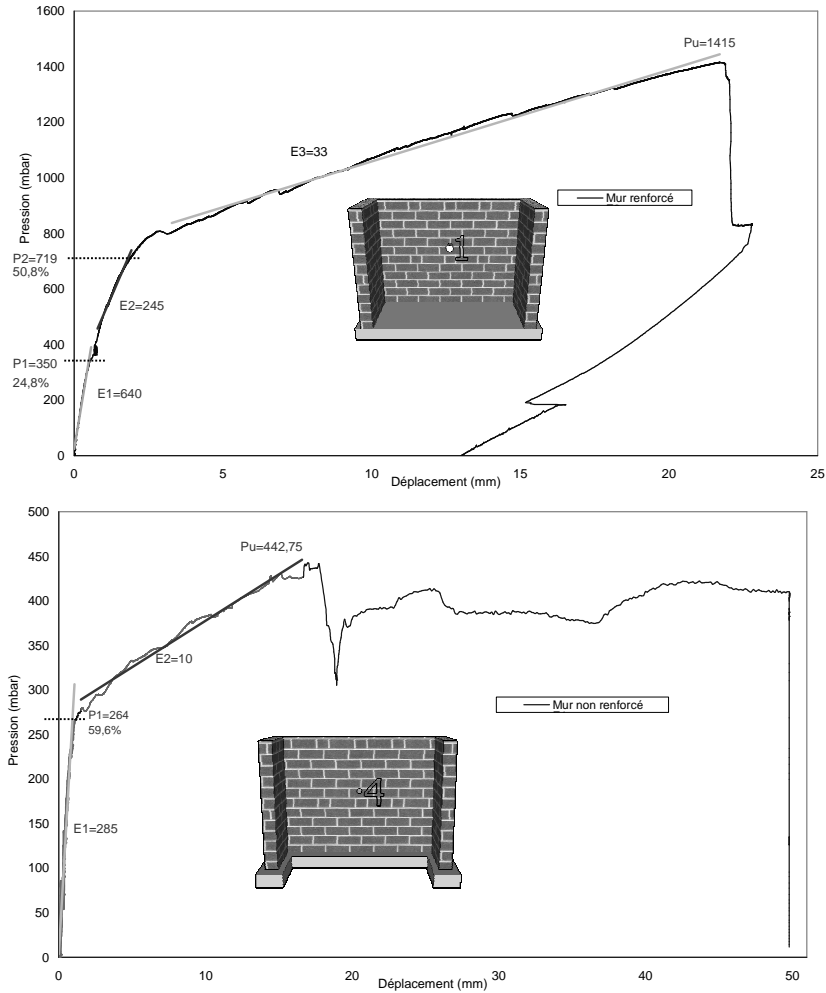 1600
1400
1200
1000
800
600
400
200
0
Pression (mbar)
Pu=1415
E3=33
Mur renforcé
1
P2=719
50,8%
E2=245
P1=350
24,8%
E1=640
0 5 10 15 20 25
Déplacement (mm)
500
450
400
350
300
250
200
150
100
50
0
Pression (mbar)
Pu=442,75
E2=10
P1=264
59,6%
Mur non renforcé
4
E1=285
0 10 20 30 40 50
Déplacement (mm)